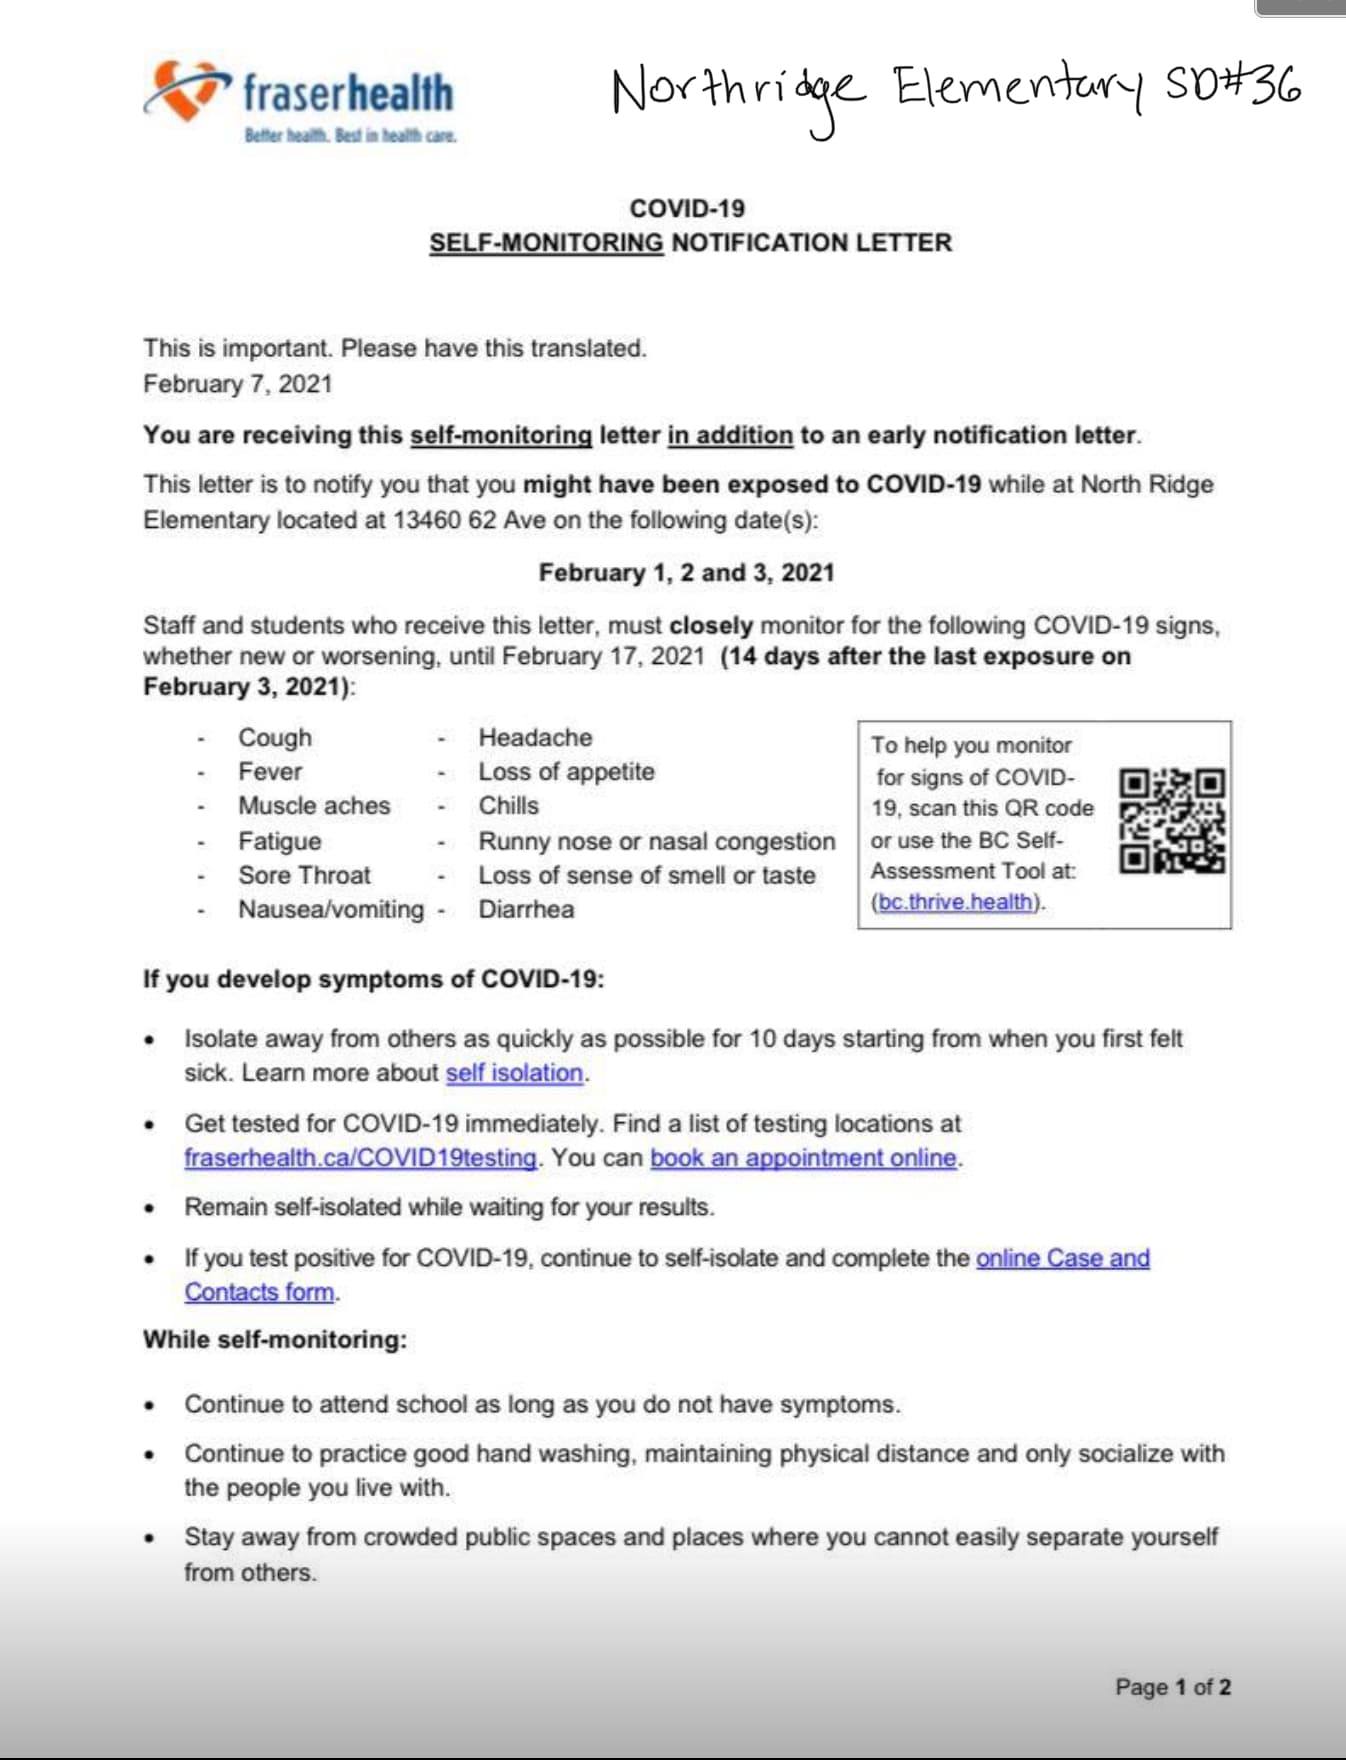 fraserhealth
Better health. Best in health care.
Northridge Elementary SD#36
COVID-19
SELF-MONITORING NOTIFICATION LETTER
This is important. Please have this translated.
February 7, 2021
You are receiving this self-monitoring letter in addition to an early notification letter.
This letter is to notify you that you might have been exposed to COVID-19 while at North Ridge
Elementary located at 13460 62 Ave on the following date(s):
February 1, 2 and 3, 2021
Staff and students who receive this letter, must closely monitor for the following COVID-19 signs,
whether new or worsening, until February 17, 2021 (14 days after the last exposure on
February 3, 2021):
- Cough
- Fever
- Muscle aches
- Fatigue
- Sore Throat
- Nausea/vomiting
- Headache
- Loss of appetite
- Chills
- Runny nose or nasal congestion
- Loss of sense of smell or taste
- Diarrhea
To help you monitor
for signs of COVID-
19, scan this QR code
or use the BC Self-
Assessment Tool at:
(bc.thrive.health).
If you develop symptoms of COVID-19:
• Isolate away from others as quickly as possible for 10 days starting from when you first felt
sick. Learn more about self isolation.
• Get tested for COVID-19 immediately. Find a list of testing locations at
fraserhealth.ca/COVID19testing. You can book an appointment online.
• Remain self-isolated while waiting for your results.
• If you test positive for COVID-19, continue to self-isolate and complete the online Case and
Contacts form.
While self-monitoring:
• Continue to attend school as long as you do not have symptoms.
• Continue to practice good hand washing, maintaining physical distance and only socialize with
the people you live with.
• Stay away from crowded public spaces and places where you cannot easily separate yourself
from others.
Page 1 of 2